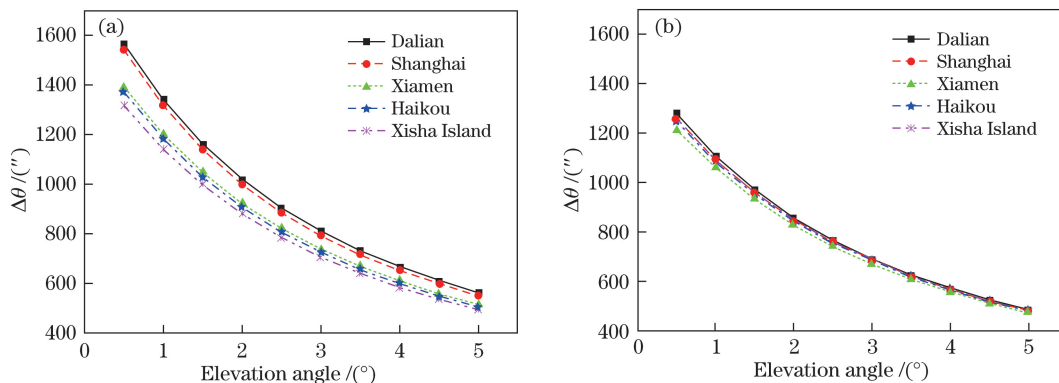 (a)
Dalian
Shanghai
Xiamen
Haikou
Xisha Island
1600
1400
1200
1000
800
600
400
Δθ /(″)
0 1 2 3 4 5
Elevation angle /(°)
(b)
Dalian
Shanghai
Xiamen
Haikou
Xisha Island
1600
1400
1200
1000
800
600
400
Δθ /(″)
0 1 2 3 4 5
Elevation angle /(°)